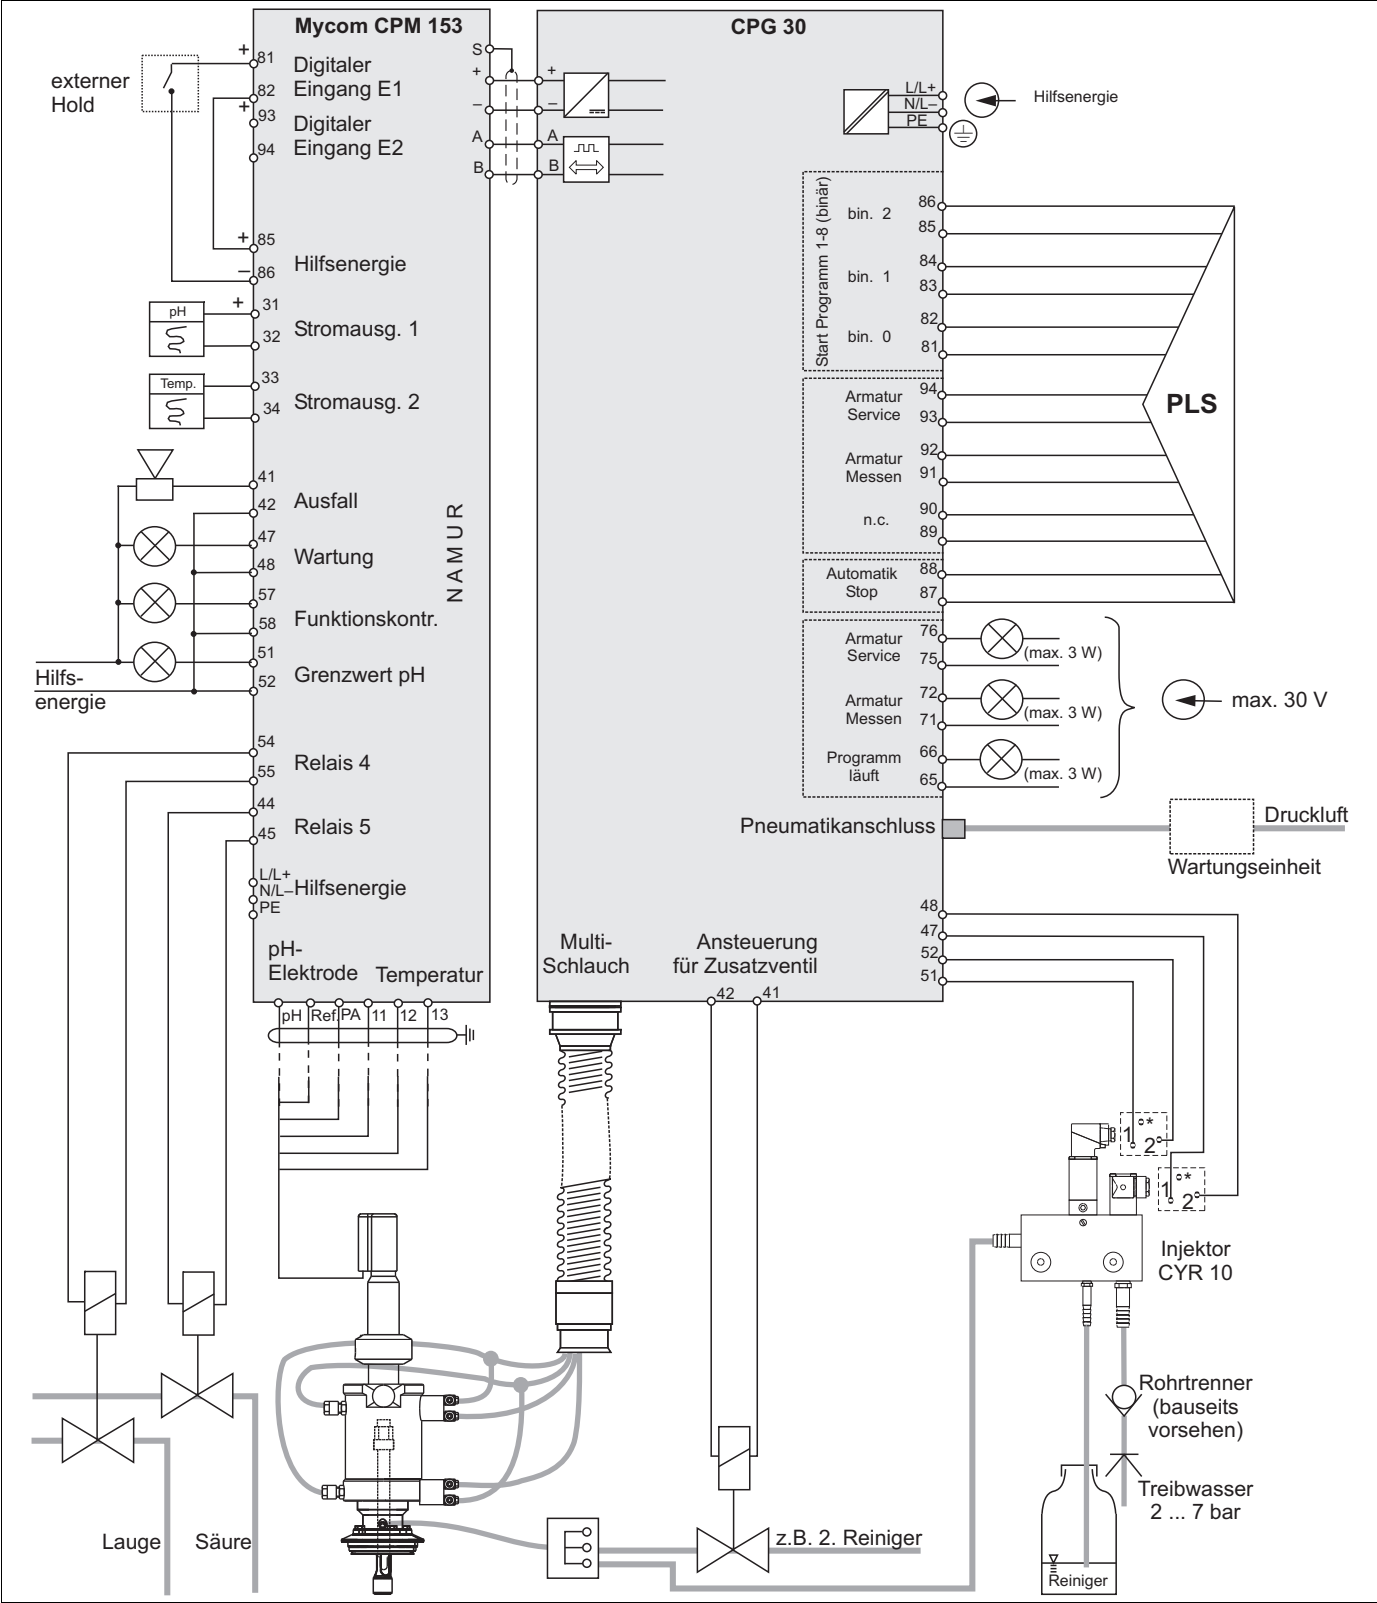 Mycom CPM 153
CPG 30
externer
Hold
+
81
82
+
93
94
Digitaler
Eingang E1
Digitaler
Eingang E2
+
85
–
86
Hilfsenergie
pH
+
31
32
Stromausg. 1
Temp.
33
34
Stromausg. 2
41
42
Ausfall
47
48
Wartung
57
58
Funktionskontr.
51
52
Grenzwert pH
Hilfs-
energie
NAMUR
54
55
Relais 4
44
45
Relais 5
L/L+
N/L–
PE
Hilfsenergie
pH-
Elektrode
Temperatur
pH
Ref.
PA
11
12
13
S
+
–
A
B
+
–
A
B
L/L+
N/L–
PE
Hilfsenergie
Start Programm 1-8 (binär)
bin. 2
86
85
bin. 1
84
83
bin. 0
82
81
Armatur
Service
94
93
Armatur
Messen
92
91
n.c.
90
89
Automatik
Stop
88
87
PLS
Armatur
Service
76
75
(max. 3 W)
Armatur
Messen
72
71
(max. 3 W)
Programm
läuft
66
65
(max. 3 W)
max. 30 V
Pneumatikanschluss
Druckluft
Wartungseinheit
48
47
52
51
Multi-
Schlauch
Ansteuerung
für Zusatzventil
42
41
1
*
2
1
*
2
Injektor
CYR 10
Rohrtrenner
(bauseits
vorsehen)
Treibwasser
2 ... 7 bar
Reiniger
z.B. 2. Reiniger
Lauge
Säure